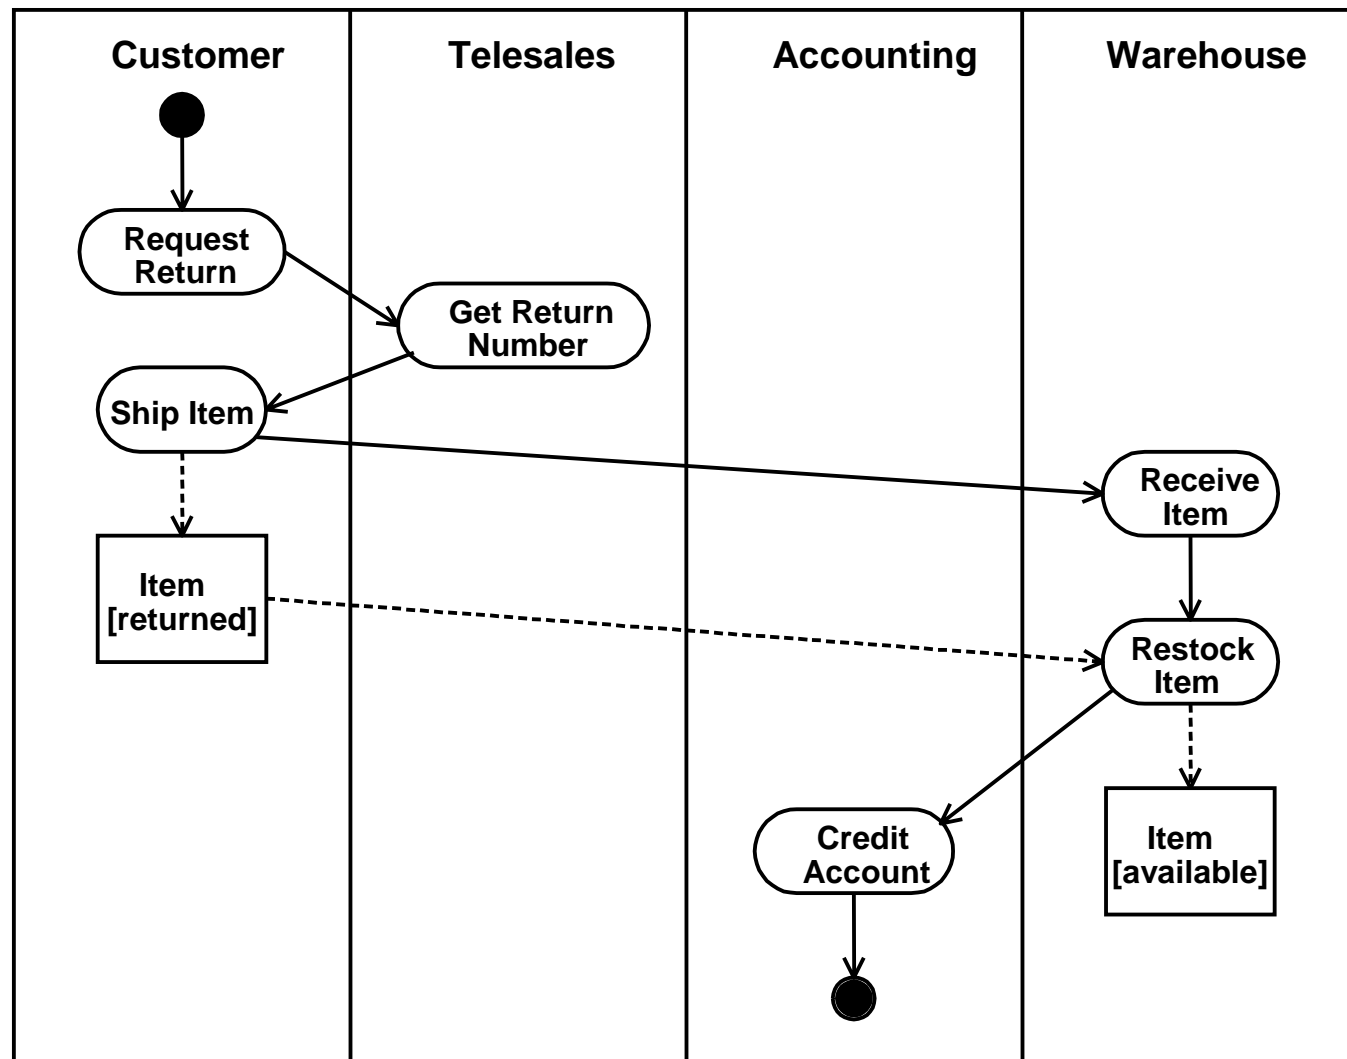 Customer
Telesales
Accounting
Warehouse
Request
Return
Get Return
Number
Ship Item
Receive
Item
Item
[returned]
Restock
Item
Credit
Account
Item
[available]